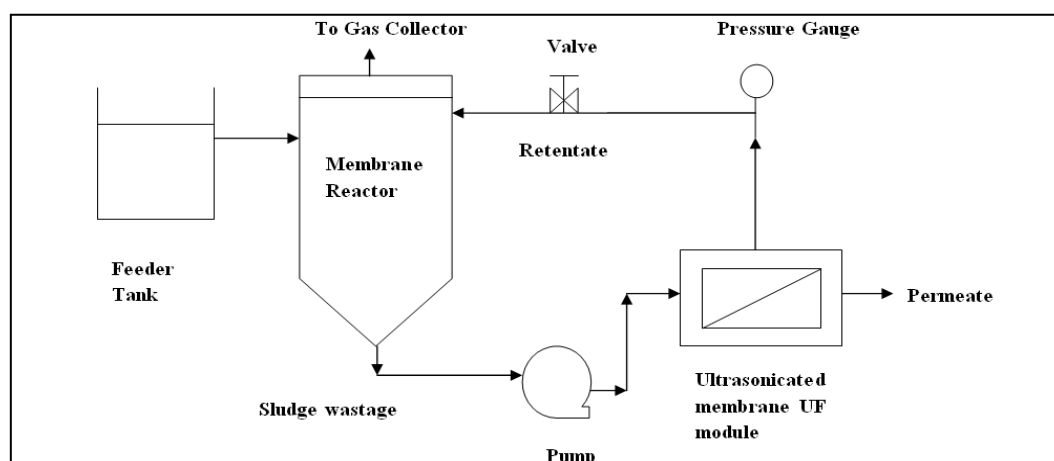 To Gas Collector
Valve
Pressure Gauge
Membrane
Reactor
Retentate
Feeder
Tank
Permeate
Sludge wastage
Ultrasonicated
membrane UF
module
Pump